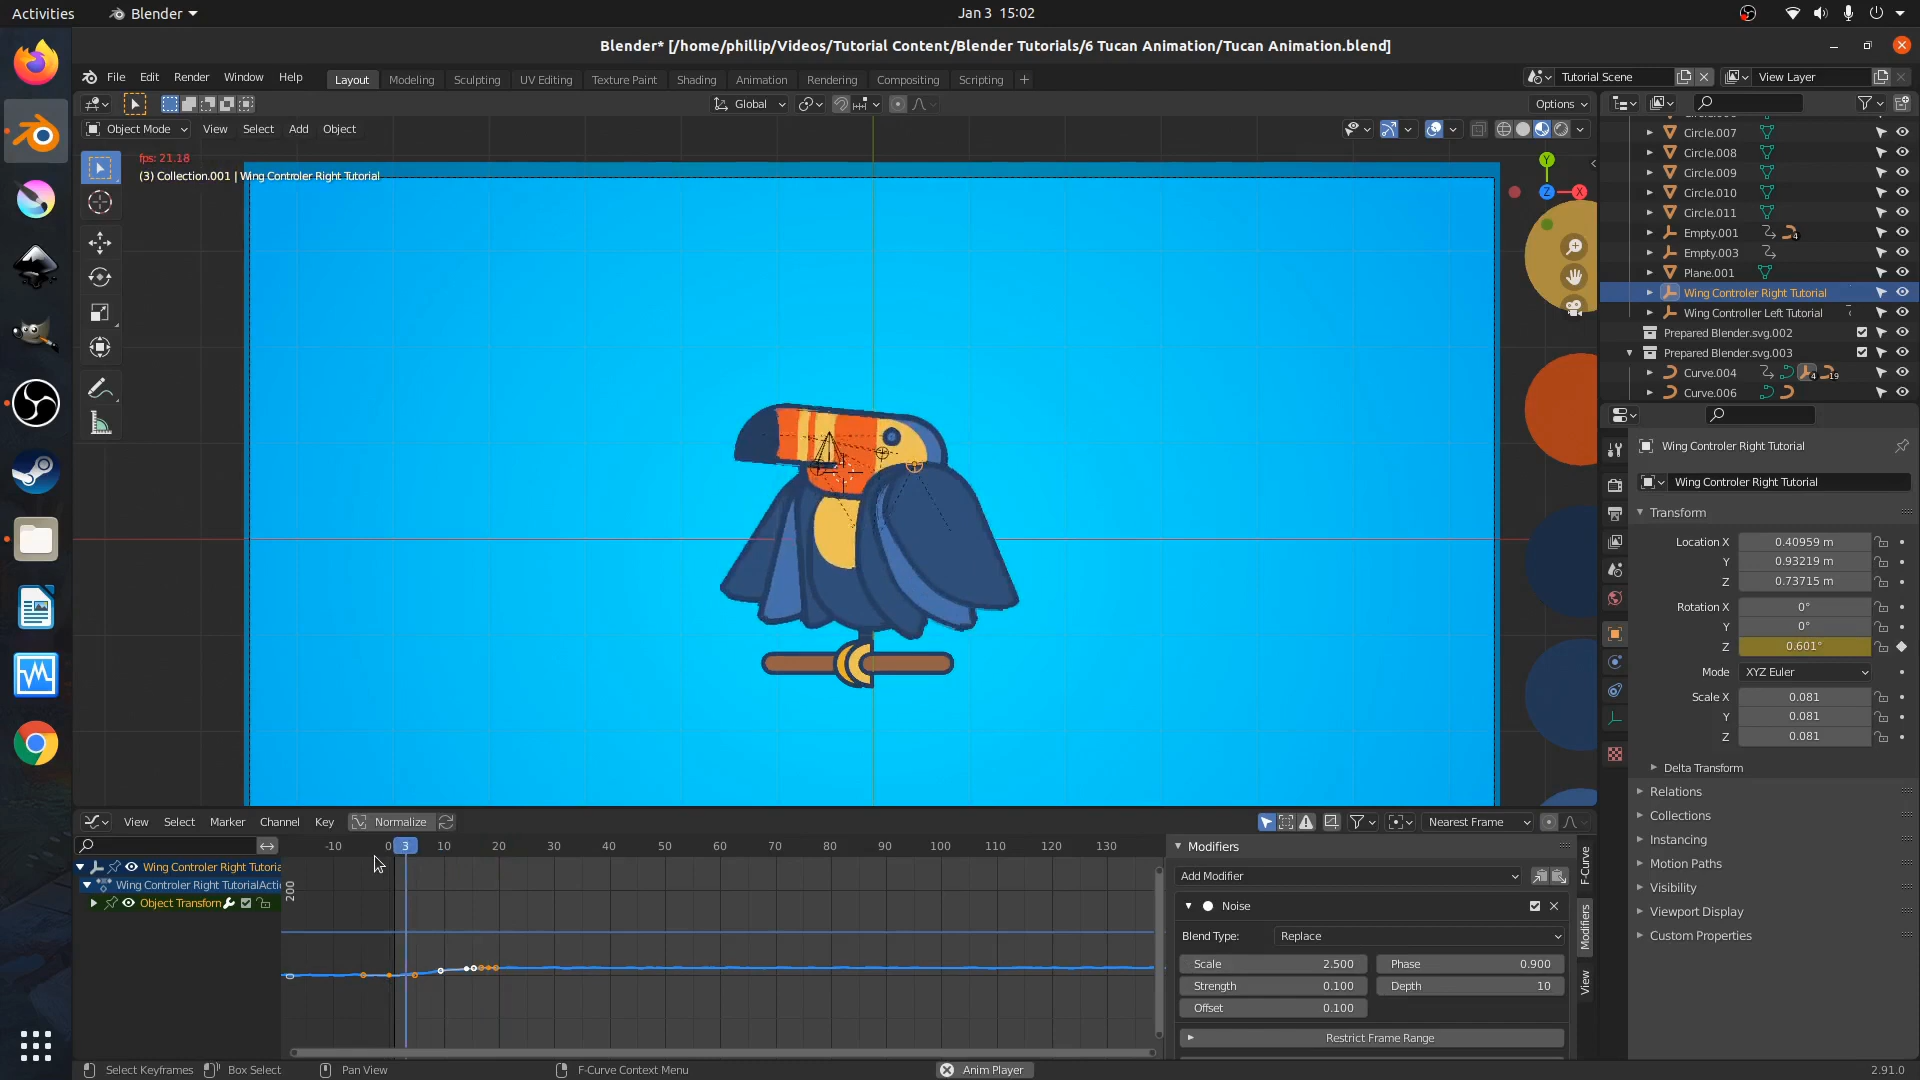 Activities
Blender
Jan 3 15:02
Blender* [/home/phillip/Videos/Tutorial Content/Blender Tutorials/6 Tucan Animation/Tucan Animation.blend]
File Edit Render Window Help
Layout Modeling Sculpting UV Editing Texture Paint Shading Animation Rendering Compositing Scripting +
Tutorial Scene
View Layer
Global
Options
Object Mode View Select Add Object
fps: 21.18
(3) Collection.001 | Wing Controler Right Tutorial
Y
Z
X
Circle.007
Circle.008
Circle.009
Circle.010
Circle.011
Empty.001 4
Empty.003
Plane.001
Wing Controler Right Tutorial
Wing Controller Left Tutorial
Prepared Blender.svg.002
Prepared Blender.svg.003
Curve.004 4 19
Curve.006
Wing Controler Right Tutorial
Wing Controler Right Tutorial
Transform
Location X 0.40959 m
Y 0.93219 m
Z 0.73715 m
Rotation X 0°
Y 0°
Z 0.601°
Mode XYZ Euler
Scale X 0.081
Y 0.081
Z 0.081
Delta Transform
Relations
Collections
Instancing
Motion Paths
Visibility
Viewport Display
Custom Properties
View Select Marker Channel Key Normalize
Nearest Frame
-10 0 3 10 20 30 40 50 60 70 80 90 100 110 120 130
Wing Controler Right Tutoria
Wing Controler Right TutorialActi
Object Transforn
200
0
Modifiers
Add Modifier
Noise
Blend Type: Replace
Scale 2.500 Phase 0.900
Strength 0.100 Depth 10
Offset 0.100
Restrict Frame Range
F-Curve
Modifiers
View
Select Keyframes Box Select Pan View F-Curve Context Menu Anim Player 2.91.0